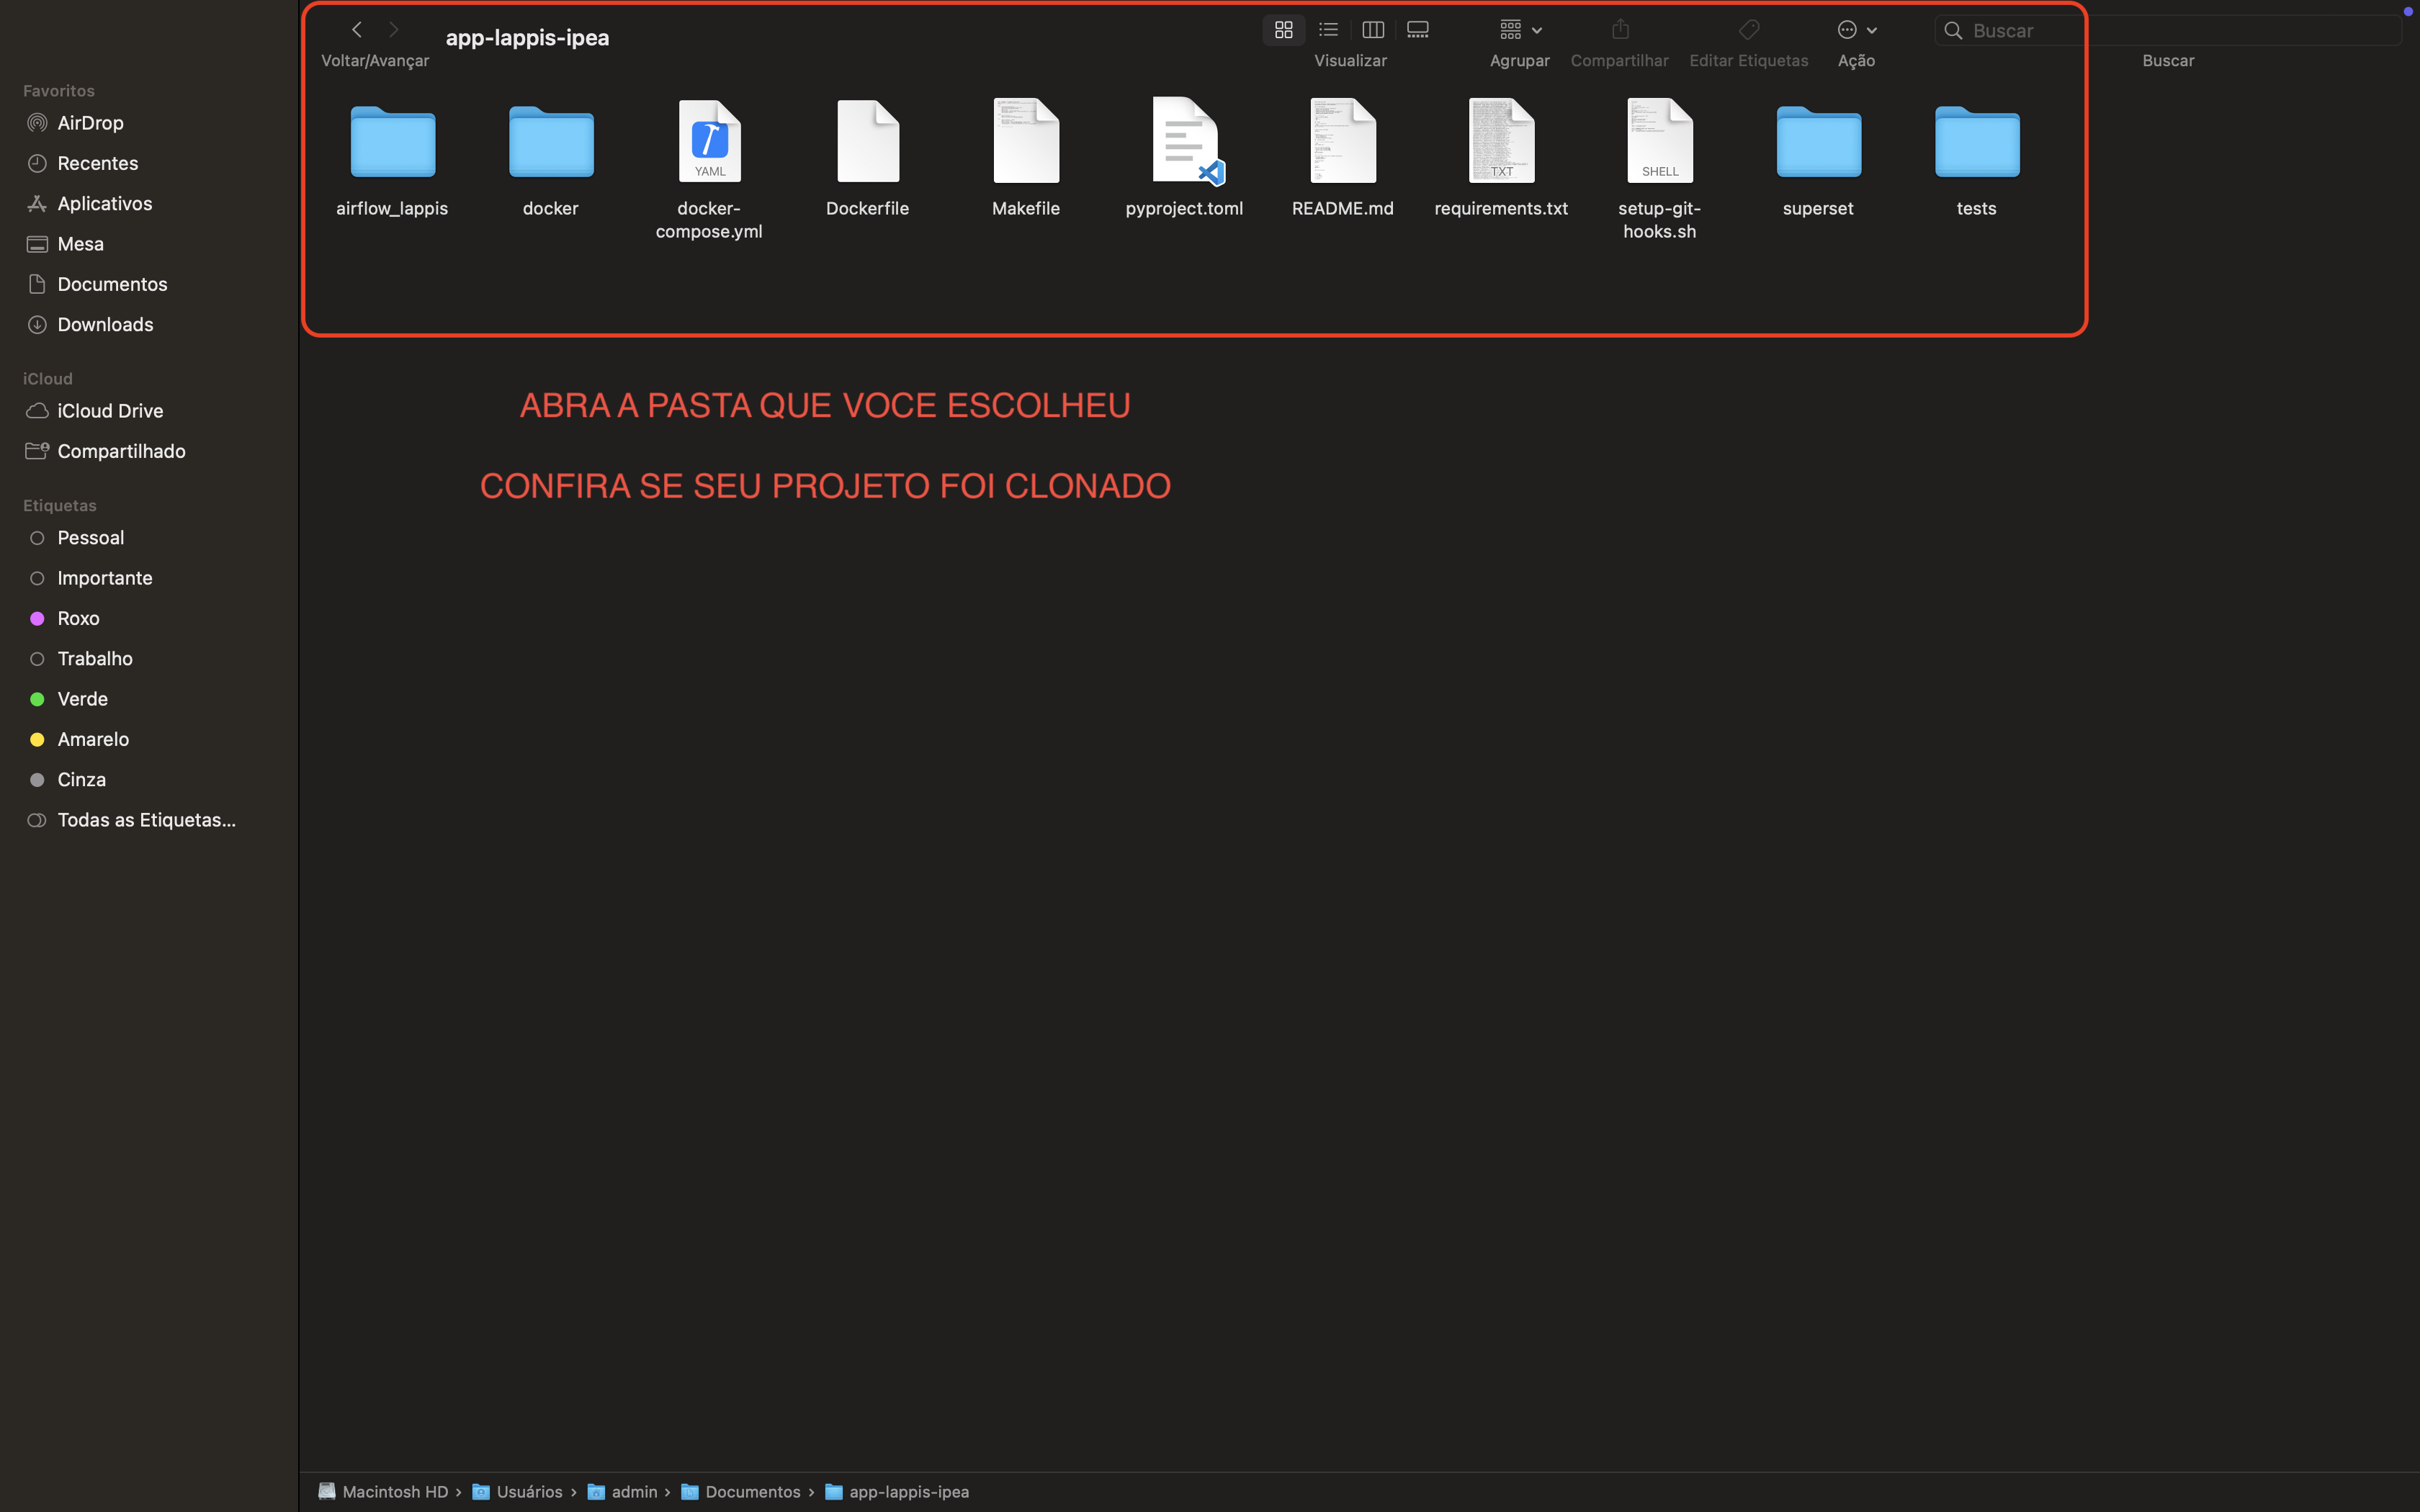 app-lappis-ipea
Voltar/Avançar
Visualizar
Agrupar
Compartilhar
Editar Etiquetas
Ação
Buscar
Buscar
Favoritos
AirDrop
Recentes
Aplicativos
Mesa
Documentos
Downloads
iCloud
iCloud Drive
Compartilhado
Etiquetas
Pessoal
Importante
Roxo
Trabalho
Verde
Amarelo
Cinza
Todas as Etiquetas...
YAML
TXT
SHELL
airflow_lappis
docker
docker-
compose.yml
Dockerfile
Makefile
pyproject.toml
README.md
requirements.txt
setup-git-
hooks.sh
superset
tests
ABRA A PASTA QUE VOCE ESCOLHEU
CONFIRA SE SEU PROJETO FOI CLONADO
Macintosh HD › Usuários › admin › Documentos › app-lappis-ipea